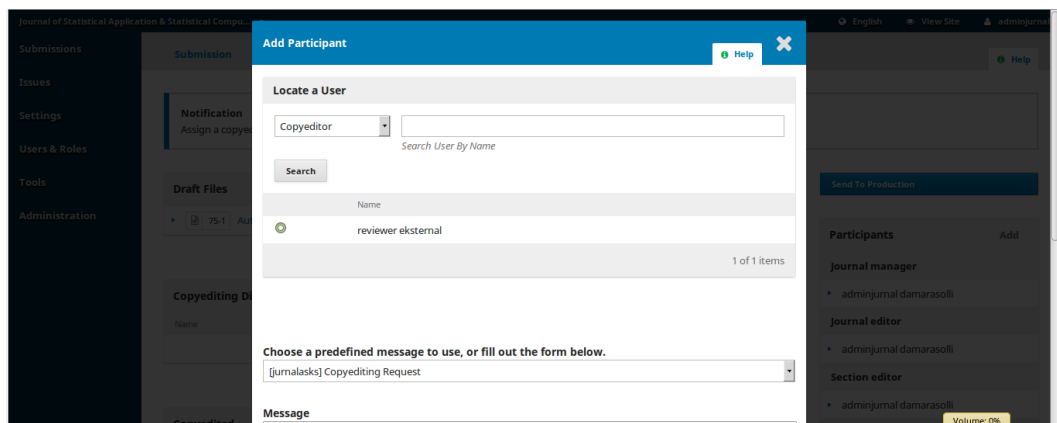 Journal of Statistical Application & Statistical Compu...
English
View Site
adminjurnal
Submissions
Issues
Settings
Users & Roles
Tools
Administration
Submission
Help
Notification
Assign a copyed
Draft Files
75-1 Aut
Copyediting Di
Name
Copyedited
Add Participant
Help
Locate a User
Copyeditor
Search User By Name
Search
Name
reviewer eksternal
1 of 1 items
Choose a predefined message to use, or fill out the form below.
[jurnalasks] Copyediting Request
Message
Send To Production
Participants Add
Journal manager
adminjurnal damarasolli
Journal editor
adminjurnal damarasolli
Section editor
adminjurnal damarasolli
Volume: 0%